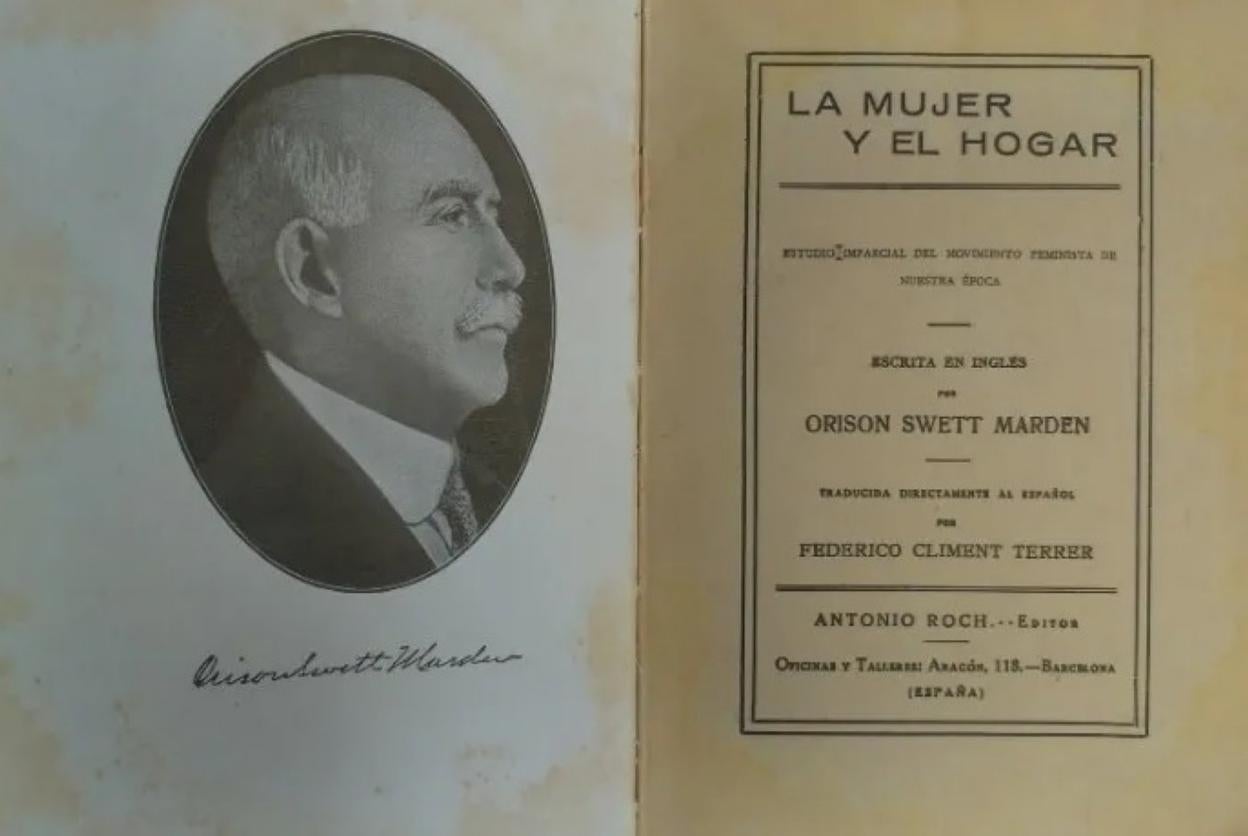 Orison Swett Marden
LA MUJER
Y EL HOGAR
ESTUDIO IMPARCIAL DEL MOVIMIENTO FEMINISTA DE
NUESTRA ÉPOCA
ESCRITA EN INGLÉS
POR
ORISON SWETT MARDEN
TRADUCIDA DIRECTAMENTE AL ESPAÑOL
POR
FEDERICO CLIMENT TERRER
ANTONIO ROCH.--EDITOR
OFICINAS Y TALLERES: ARAGÓN, 118.—BARCELONA
(ESPAÑA)